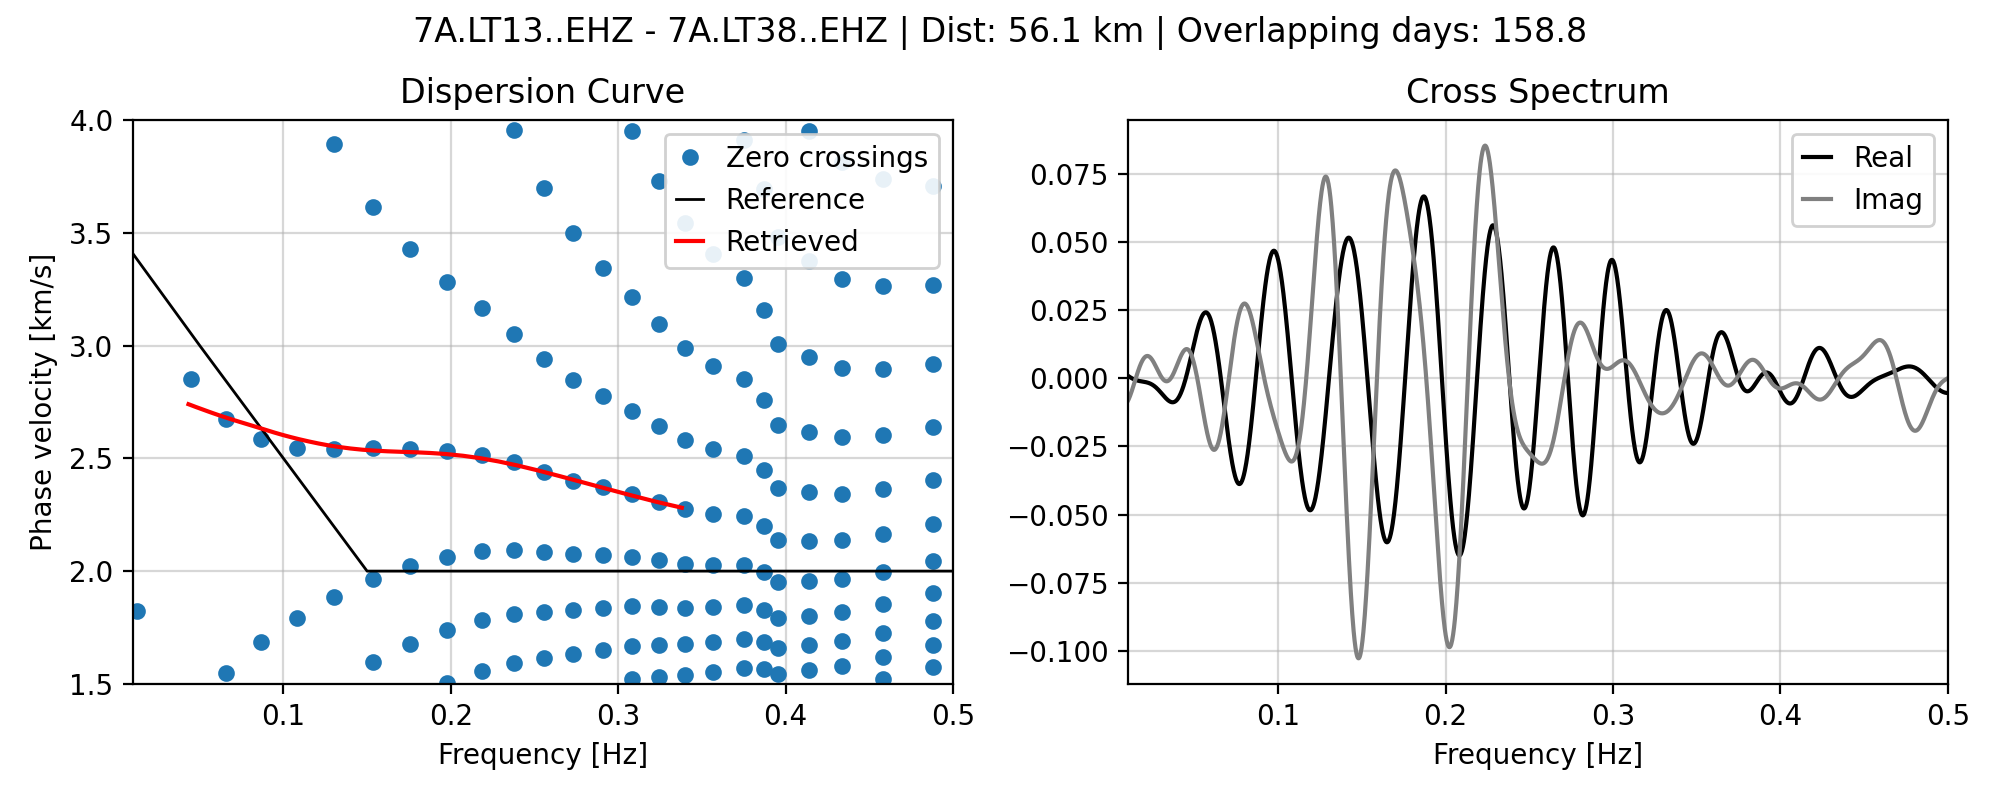 7A.LT13..EHZ - 7A.LT38..EHZ | Dist: 56.1 km | Overlapping days: 158.8
Dispersion Curve
4.0
3.5
3.0
2.5
2.0
1.5
Phase velocity [km/s]
Zero crossings
Reference
Retrieved
0.1
0.2
0.3
0.4
0.5
Frequency [Hz]
Cross Spectrum
0.075
0.050
0.025
0.000
−0.025
−0.050
−0.075
−0.100
Real
Imag
0.1
0.2
0.3
0.4
0.5
Frequency [Hz]